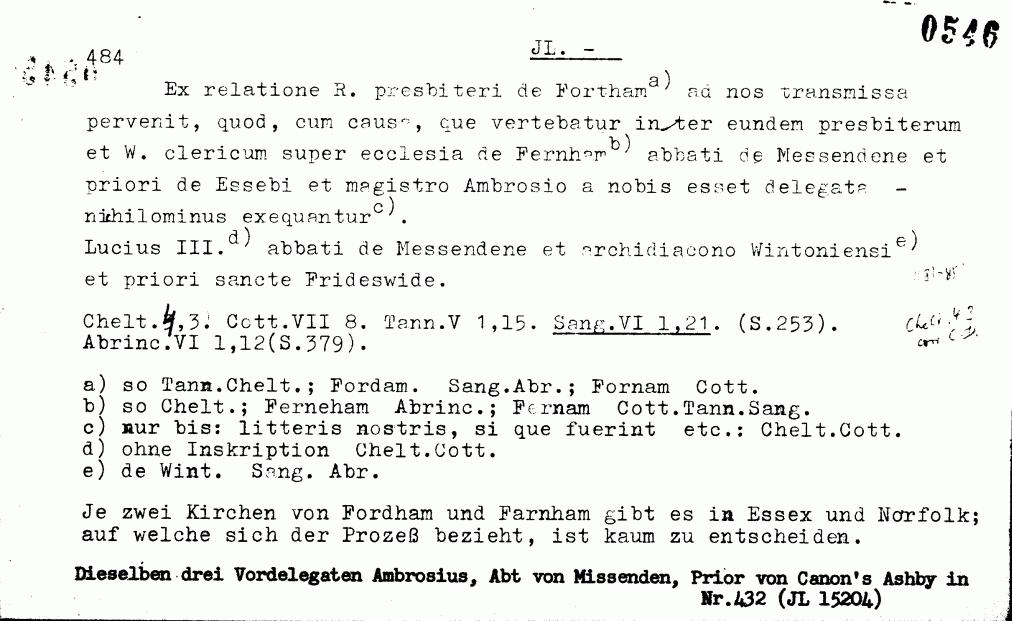 0546
484
JL. -
Ex relatione R. presbiteri de Fortham a) ad nos transmissa
pervenit, quod, cum causa, que vertebatur inter eundem presbiterum
et W. clericum super ecclesia de Fernham b) abbati de Messendene et
priori de Essebi et magistro Ambrosio a nobis esset delegata -
nihilominus exequantur c).
Lucius III. d) abbati de Messendene et archidiacono Wintoniensi e)
et priori sancte Frideswide.
Chelt.4,3. Cott.VII 8. Tann.V 1,15. Sang.VI 1,21. (S.253).
Abrinc.VI 1,12(S.379).
a) so Tann.Chelt.; Fordam. Sang.Abr.; Fornam Cott.
b) so Chelt.; Ferneham Abrinc.; Fernam Cott.Tann.Sang.
c) nur bis: litteris nostris, si que fuerint etc.: Chelt.Cott.
d) ohne Inskription Chelt.Cott.
e) de Wint. Sang. Abr.
Je zwei Kirchen von Fordham und Farnham gibt es in Essex und Norfolk;
auf welche sich der Prozeß bezieht, ist kaum zu entscheiden.
Dieselben drei Vordelegaten Ambrosius, Abt von Missenden, Prior von Canon's Ashby in
Nr.432 (JL 15204)